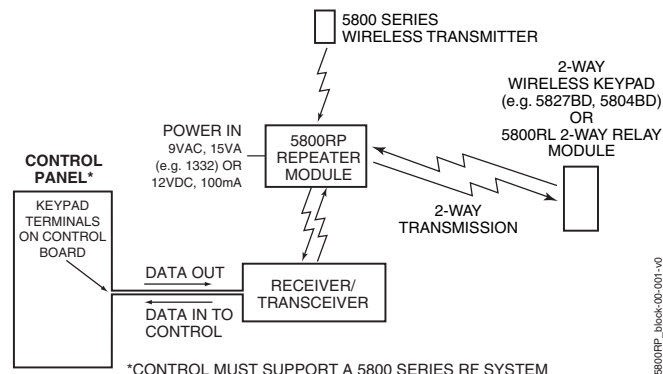 5800 SERIES
WIRELESS TRANSMITTER
2-WAY
WIRELESS KEYPAD
(e.g. 5827BD, 5804BD)
OR
5800RL 2-WAY RELAY
MODULE
POWER IN
9VAC, 15VA
(e.g. 1332) OR
12VDC, 100mA
5800RP
REPEATER
MODULE
2-WAY
TRANSMISSION
CONTROL
PANEL*
KEYPAD
TERMINALS
ON CONTROL
BOARD
DATA OUT
DATA IN TO
CONTROL
RECEIVER/
TRANSCEIVER
*CONTROL MUST SUPPORT A 5800 SERIES RF SYSTEM
5800RP_block-00-001-v0